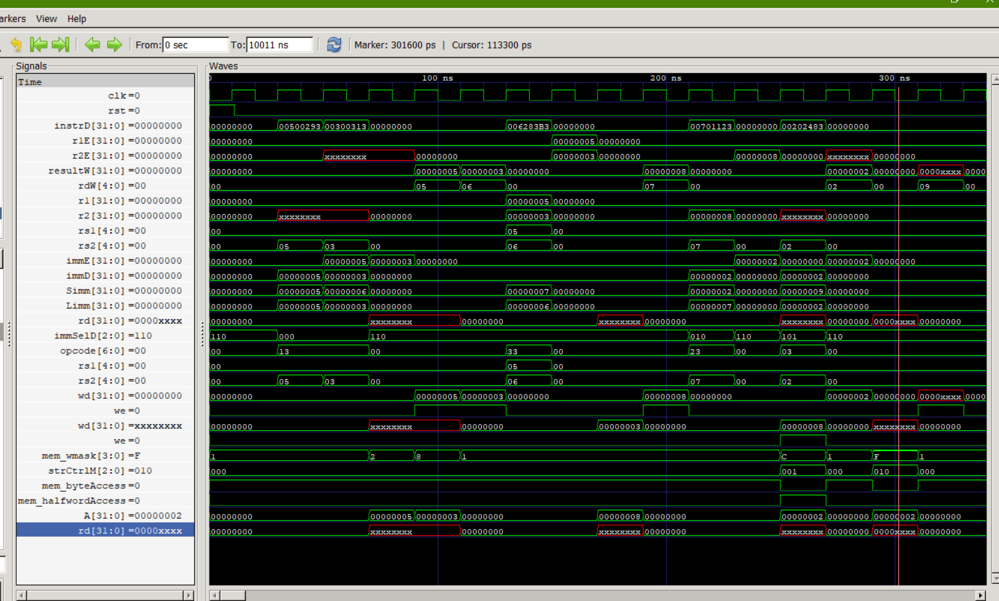 arkers View Help
From: 0 sec To: 10011 ns Marker: 301600 ps | Cursor: 113300 ps
Signals Waves
Time 0 100 ns 200 ns 300 ns
clk=0
rst=0
instrD[31:0]=00000000 00000000 00500293 00300313 00000000 006283B3 00000000 00701123 00000000 00202483 00000000
r1E[31:0]=00000000 00000000 00000005 00000000
r2E[31:0]=00000000 00000000 xxxxxxxx 00000000 00000003 00000000 00000008 00000000 xxxxxxxx 00000000
resultW[31:0]=00000000 00000000 00000005 00000003 00000000 00000008 00000000 00000002 00000000 0000xxxx 0000
rdW[4:0]=00 00 05 06 00 07 00 02 00 09 00
r1[31:0]=00000000 00000000 00000005 00000000
r2[31:0]=00000000 00000000 xxxxxxxx 00000000 00000003 00000000 00000008 00000000 xxxxxxxx 00000000
rs1[4:0]=00 00 05 00
rs2[4:0]=00 00 05 03 00 06 00 07 00 02 00
immE[31:0]=00000000 00000000 00000005 00000003 00000000 00000002 00000000 00000002 00000000
immD[31:0]=00000000 00000000 00000005 00000003 00000000 00000002 00000000 00000002 00000000
Simm[31:0]=00000000 00000000 00000005 00000006 00000000 00000007 00000000 00000002 00000000 00000009 00000000
Limm[31:0]=00000000 00000000 00000005 00000003 00000000 00000006 00000000 00000007 00000000 00000002 00000000
rd[31:0]=0000xxxx 00000000 xxxxxxxx 00000000 xxxxxxxx 00000000 xxxxxxxx 00000000 0000xxxx 00000000
immSelD[2:0]=110 110 000 110 010 110 101 110
opcode[6:0]=00 00 13 00 33 00 23 00 03 00
rs1[4:0]=00 00 05 00
rs2[4:0]=00 00 05 03 00 06 00 07 00 02 00
wd[31:0]=00000000 00000000 00000005 00000003 00000000 00000008 00000000 00000002 00000000 0000xxxx 0000
we=0
wd[31:0]=xxxxxxxx 00000000 xxxxxxxx 00000000 00000003 00000000 00000008 00000000 xxxxxxxx 00000000
we=0
mem_wmask[3:0]=F 1 2 8 1 C 1 F 1
strCtrlM[2:0]=010 000 001 000 010 000
mem_byteAccess=0
mem_halfwordAccess=0
A[31:0]=00000002 00000000 00000005 00000003 00000000 00000008 00000000 00000002 00000000 00000002 00000000
rd[31:0]=0000xxxx 00000000 xxxxxxxx 00000000 xxxxxxxx 00000000 xxxxxxxx 00000000 0000xxxx 00000000